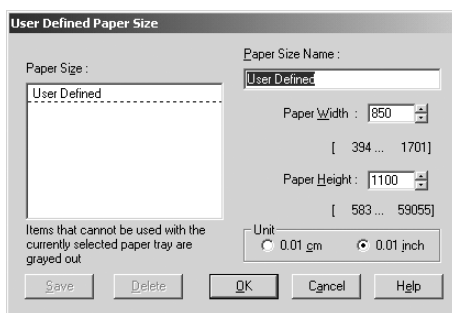 User Defined Paper Size
Paper Size :
User Defined
Items that cannot be used with the
currently selected paper tray are
grayed out
Paper Size Name :
User Defined
Paper Width : 850
[ 394 ... 1701]
Paper Height : 1100
[ 583 ... 59055]
Unit
0.01 cm 0.01 inch
Save Delete OK Cancel Help